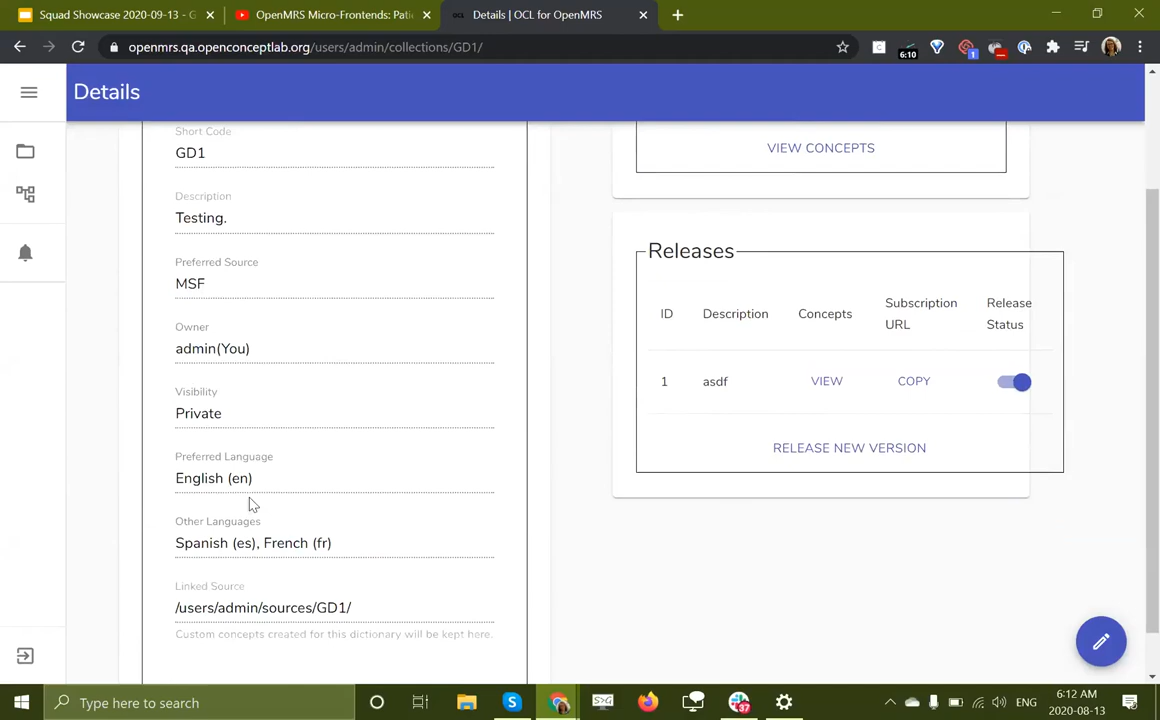 Squad Showcase 2020-09-13 - G
OpenMRS Micro-Frontends: Pati
Details | OCL for OpenMRS
openmrs.qa.openconceptlab.org/users/admin/collections/GD1/
6:10
1
Details
Short Code
GD1
Description
Testing.
Preferred Source
MSF
Owner
admin(You)
Visibility
Private
Preferred Language
English (en)
Other Languages
Spanish (es), French (fr)
Linked Source
/users/admin/sources/GD1/
Custom concepts created for this dictionary will be kept here.
VIEW CONCEPTS
Releases
ID Description Concepts Subscription URL Release Status
1 asdf VIEW COPY
RELEASE NEW VERSION
Type here to search
37
ENG
6:12 AM
2020-08-13